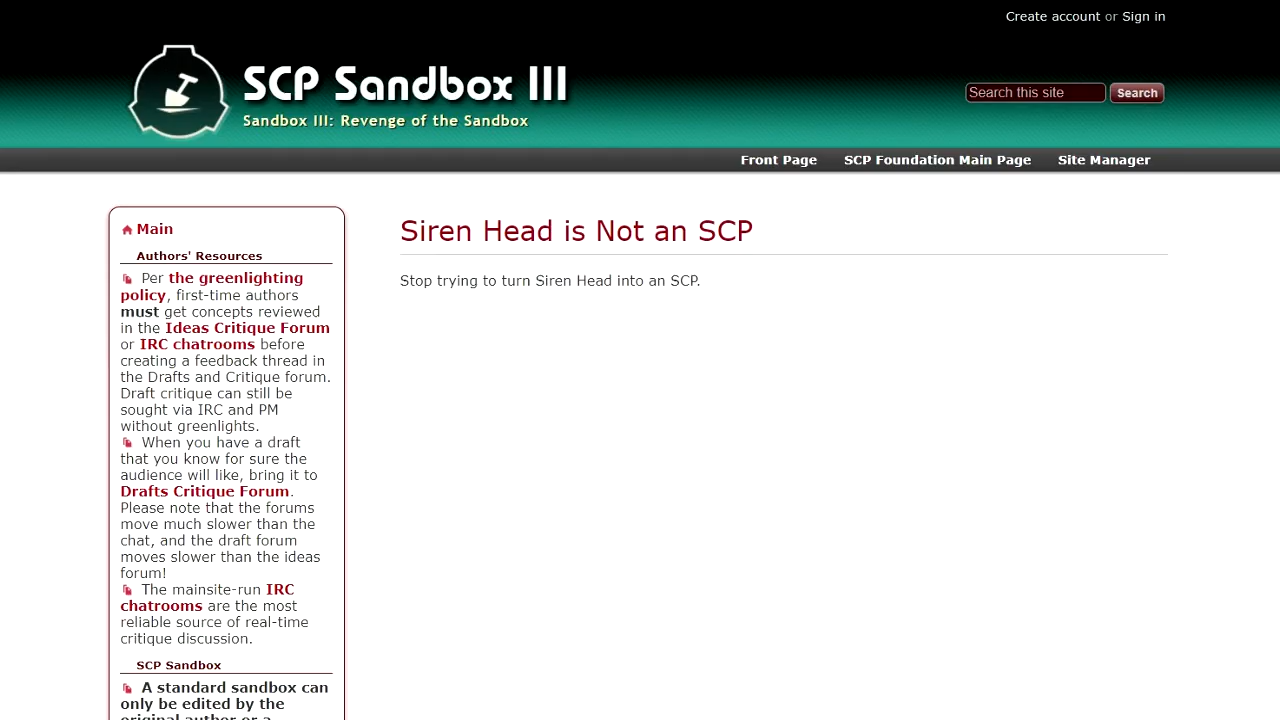 Create account or Sign in
SCP Sandbox III
Sandbox III: Revenge of the Sandbox
Search this site
Search
Front Page
SCP Foundation Main Page
Site Manager
Main
Authors' Resources
Per the greenlighting
policy, first-time authors
must get concepts reviewed
in the Ideas Critique Forum
or IRC chatrooms before
creating a feedback thread in
the Drafts and Critique forum.
Draft critique can still be
sought via IRC and PM
without greenlights.
When you have a draft
that you know for sure the
audience will like, bring it to
Drafts Critique Forum.
Please note that the forums
move much slower than the
chat, and the draft forum
moves slower than the ideas
forum!
The mainsite-run IRC
chatrooms are the most
reliable source of real-time
critique discussion.
SCP Sandbox
A standard sandbox can
only be edited by the
original author or a
Siren Head is Not an SCP
Stop trying to turn Siren Head into an SCP.